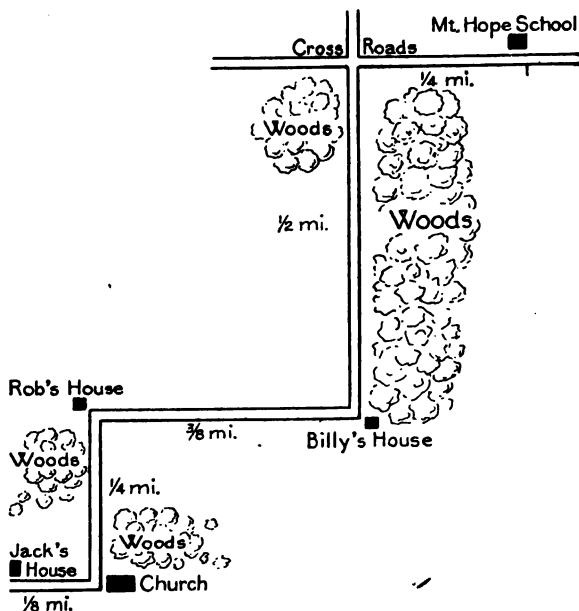 Mt. Hope School
Cross Roads
¼ mi.
Woods
Woods
½ mi.
Rob's House
⅜ mi.
Billy's House
Woods
¼ mi.
Woods
Jack's
House
Church
⅛ mi.